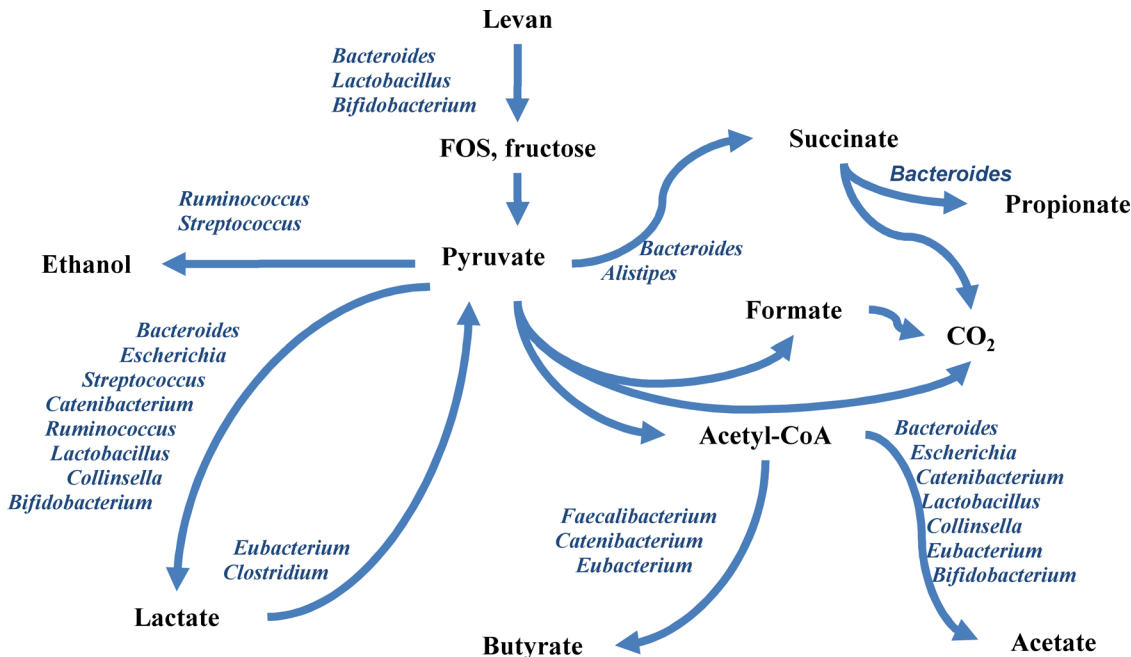 Levan
Bacteroides
Lactobacillus
Bifidobacterium
FOS, fructose
Succinate
Bacteroides
Propionate
Ruminococcus
Streptococcus
Ethanol
Pyruvate
Bacteroides
Alistipes
Formate
CO₂
Bacteroides
Escherichia
Streptococcus
Catenibacterium
Ruminococcus
Lactobacillus
Collinsella
Bifidobacterium
Acetyl-CoA
Bacteroides
Escherichia
Catenibacterium
Lactobacillus
Collinsella
Eubacterium
Bifidobacterium
Faecalibacterium
Catenibacterium
Eubacterium
Eubacterium
Clostridium
Lactate
Butyrate
Acetate